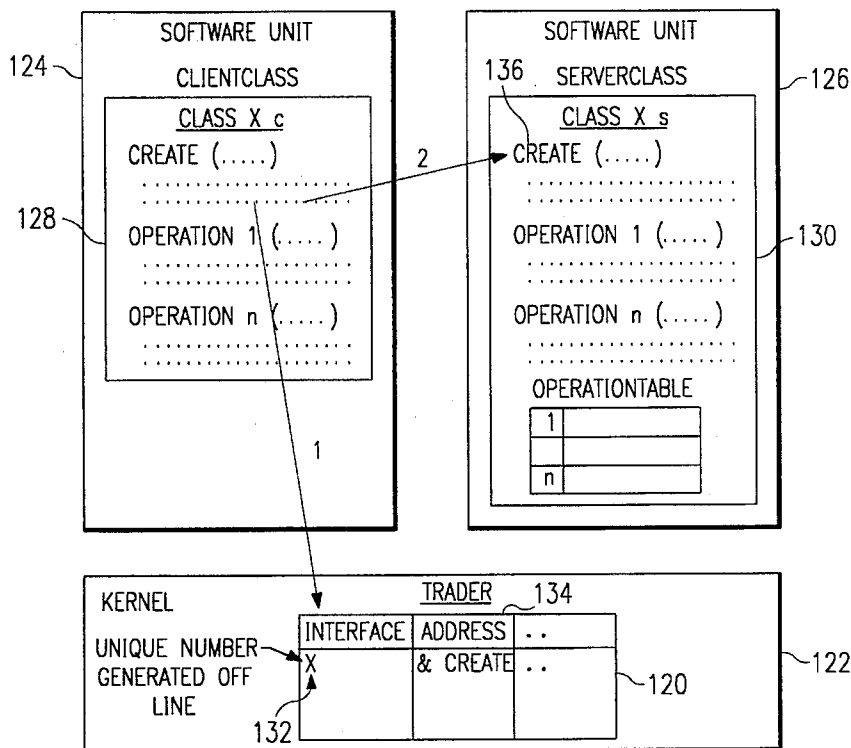 SOFTWARE UNIT
124
CLIENTCLASS
CLASS X c
CREATE (.....)
128
OPERATION 1 (.....)
OPERATION n (.....)
1
2
SOFTWARE UNIT
126
136
SERVERCLASS
CLASS X s
CREATE (.....)
OPERATION 1 (.....)
130
OPERATION n (.....)
OPERATIONTABLE
1
n
KERNEL
TRADER
134
INTERFACE ADDRESS ..
UNIQUE NUMBER
GENERATED OFF
LINE
X & CREATE ..
132
120
122